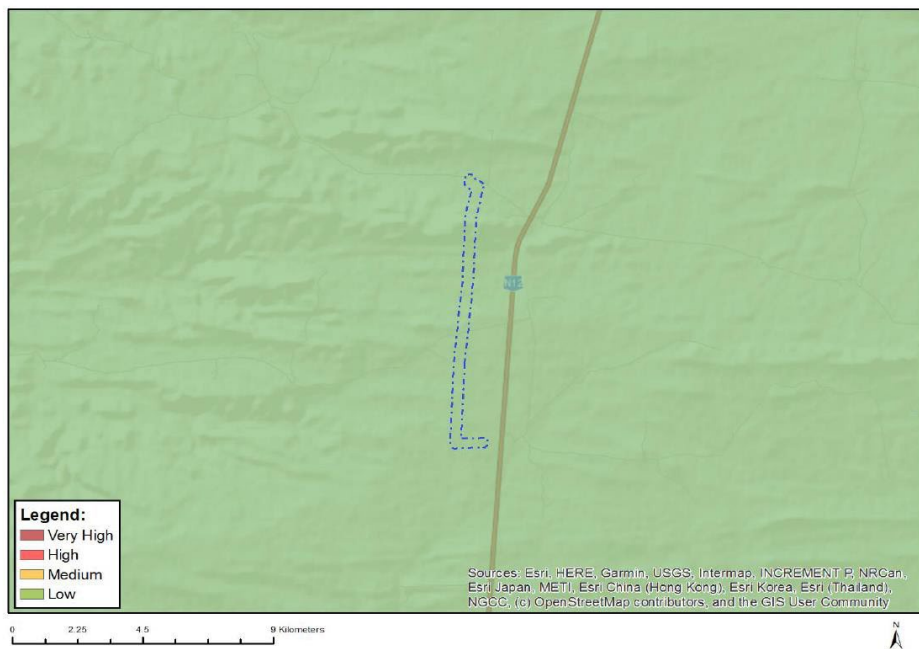 N12
Legend:
Very High
High
Medium
Low
Sources: Esri, HERE, Garmin, USGS, Intermap, INCREMENT P, NRCan,
Esri Japan, METI, Esri China (Hong Kong), Esri Korea, Esri (Thailand),
NGCC, (c) OpenStreetMap contributors, and the GIS User Community
0 2.25 4.5 9 Kilometers
N